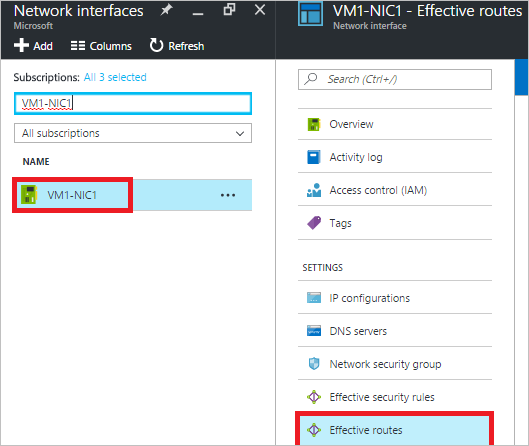 Network interfaces
Microsoft
Add
Columns
Refresh
Subscriptions: All 3 selected
VM1-NIC1
All subscriptions
NAME
VM1-NIC1
...
VM1-NIC1 - Effective routes
Network interface
Search (Ctrl+/)
Overview
Activity log
Access control (IAM)
Tags
SETTINGS
IP configurations
DNS servers
Network security group
Effective security rules
Effective routes